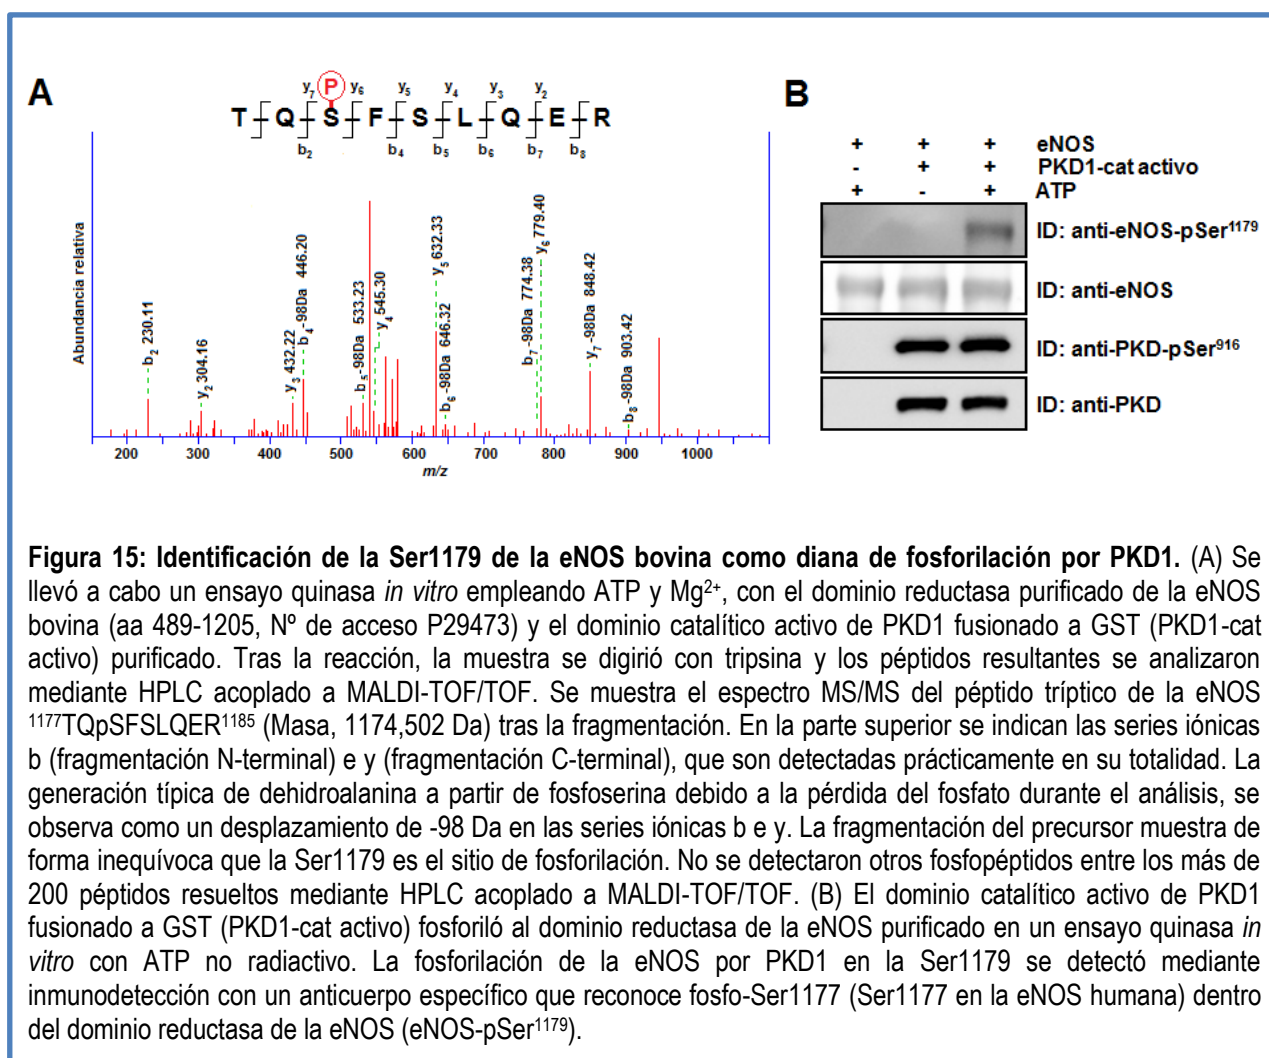 A
y7 P y6 y5 y4 y3 y2
T Q S F S L Q E R
b2 b4 b5 b6 b7 b8
Abundancia relativa
b2 230.11
y2 304.16
y3 432.22
b4-98Da 446.20
b5-98Da 533.23
y4 545.30
y5 632.33
b6-98Da 646.32
b7-98Da 774.38
y6 779.40
y7-98Da 848.42
b8-98Da 903.42
200 300 400 500 600 700 800 900 1000
m/z
B
+ + + eNOS
- + + PKD1-cat activo
+ - + ATP
ID: anti-eNOS-pSer1179
ID: anti-eNOS
ID: anti-PKD-pSer916
ID: anti-PKD
Figura 15: Identificación de la Ser1179 de la eNOS bovina como diana de fosforilación por PKD1. (A) Se
llevó a cabo un ensayo quinasa in vitro empleando ATP y Mg2+, con el dominio reductasa purificado de la eNOS
bovina (aa 489-1205, Nº de acceso P29473) y el dominio catalítico activo de PKD1 fusionado a GST (PKD1-cat
activo) purificado. Tras la reacción, la muestra se digirió con tripsina y los péptidos resultantes se analizaron
mediante HPLC acoplado a MALDI-TOF/TOF. Se muestra el espectro MS/MS del péptido tríptico de la eNOS
1177TQpSFSLQER1185 (Masa, 1174,502 Da) tras la fragmentación. En la parte superior se indican las series iónicas
b (fragmentación N-terminal) e y (fragmentación C-terminal), que son detectadas prácticamente en su totalidad. La
generación típica de dehidroalanina a partir de fosfoserina debido a la pérdida del fosfato durante el análisis, se
observa como un desplazamiento de -98 Da en las series iónicas b e y. La fragmentación del precursor muestra de
forma inequívoca que la Ser1179 es el sitio de fosforilación. No se detectaron otros fosfopéptidos entre los más de
200 péptidos resueltos mediante HPLC acoplado a MALDI-TOF/TOF. (B) El dominio catalítico activo de PKD1
fusionado a GST (PKD1-cat activo) fosforiló al dominio reductasa de la eNOS purificado en un ensayo quinasa in
vitro con ATP no radiactivo. La fosforilación de la eNOS por PKD1 en la Ser1179 se detectó mediante
inmunodetección con un anticuerpo específico que reconoce fosfo-Ser1177 (Ser1177 en la eNOS humana) dentro
del dominio reductasa de la eNOS (eNOS-pSer1179).